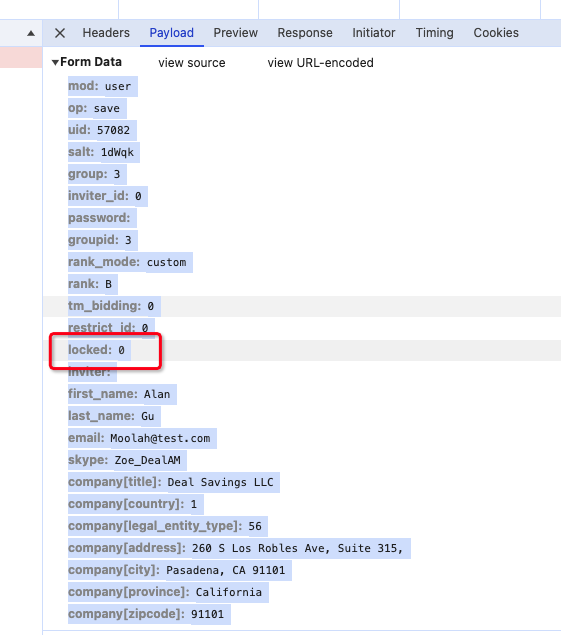 Headers Payload Preview Response Initiator Timing Cookies
Form Data view source view URL-encoded
mod: user
op: save
uid: 57082
salt: 1dWqk
group: 3
inviter_id: 0
password:
groupid: 3
rank_mode: custom
rank: B
tm_bidding: 0
restrict_id: 0
locked: 0
inviter:
first_name: Alan
last_name: Gu
email: Moolah@test.com
skype: Zoe_DealAM
company[title]: Deal Savings LLC
company[country]: 1
company[legal_entity_type]: 56
company[address]: 260 S Los Robles Ave, Suite 315,
company[city]: Pasadena, CA 91101
company[province]: California
company[zipcode]: 91101